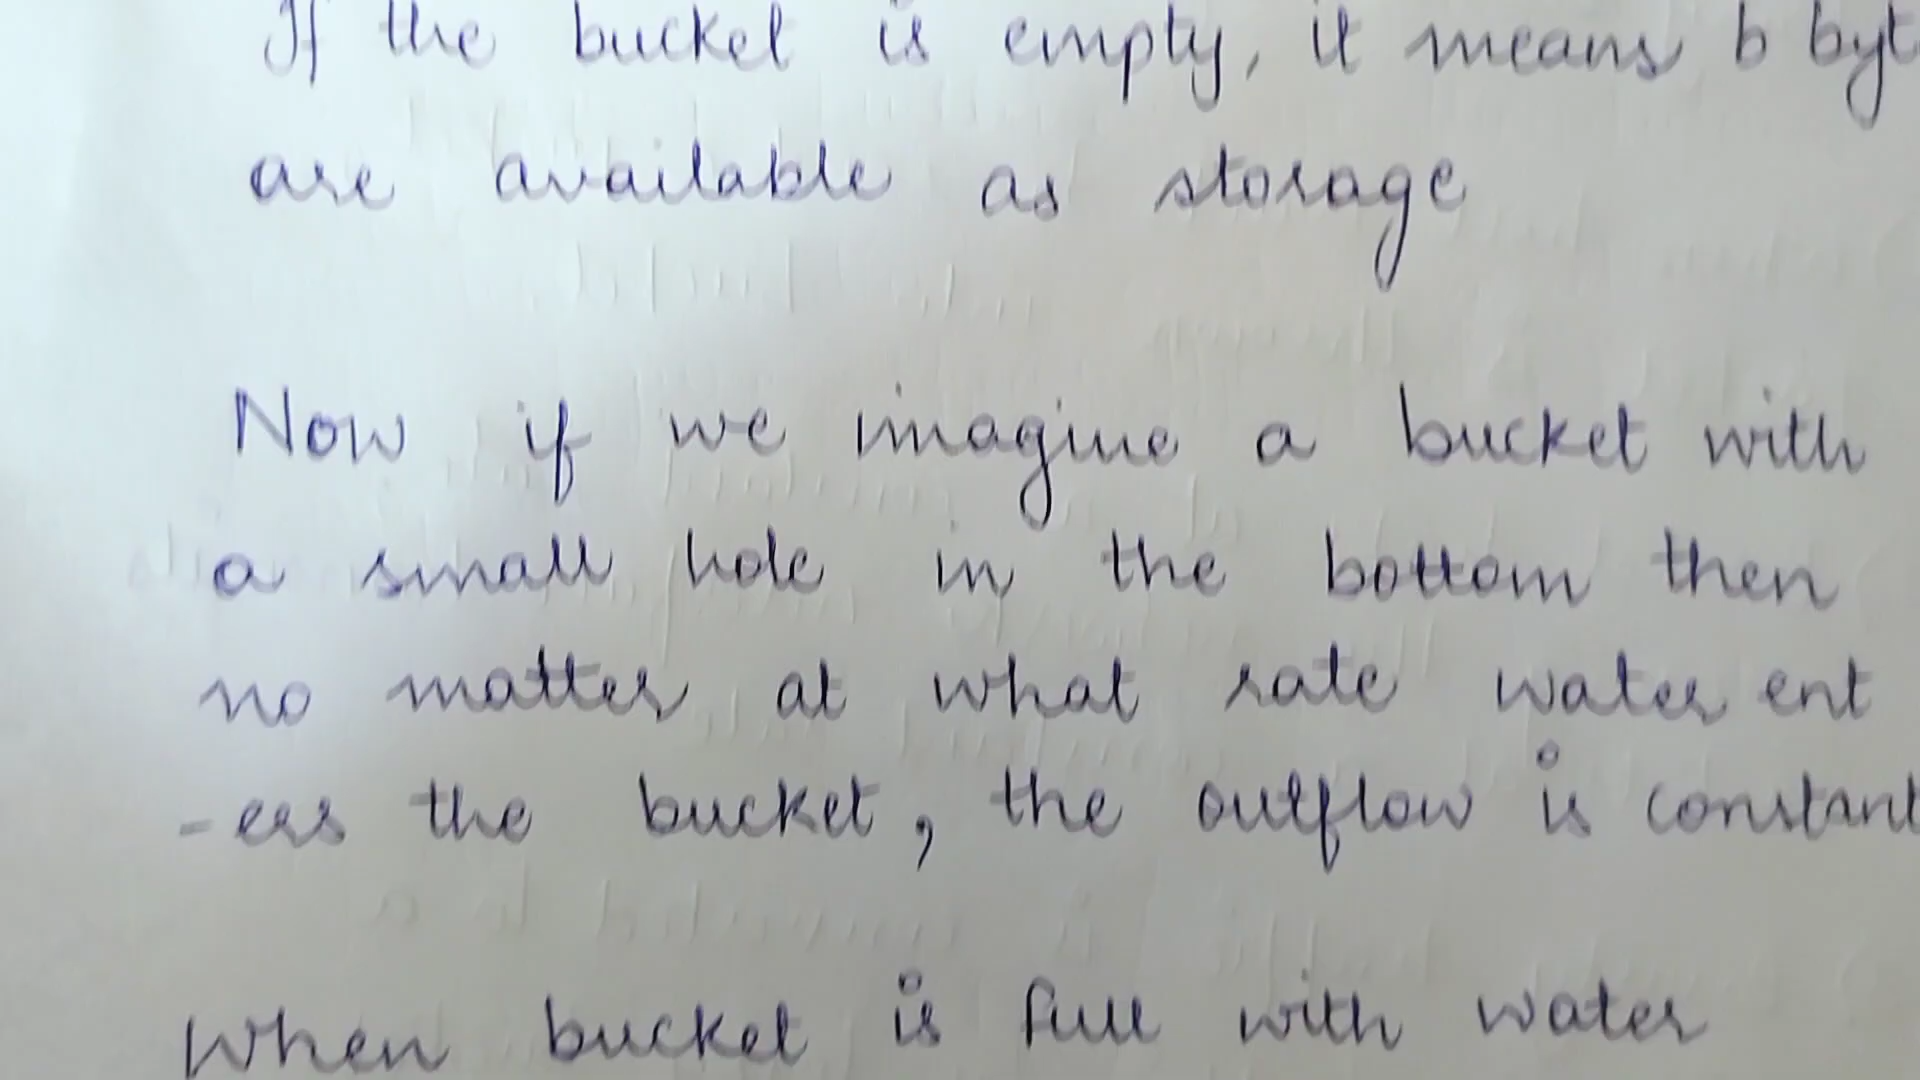 If the bucket is empty, it means b byt
are available as storage
Now if we imagine a bucket with
a small hole in the bottom then
no matter at what rate water ent
-ers the bucket, the outflow is constant
When bucket is full with water